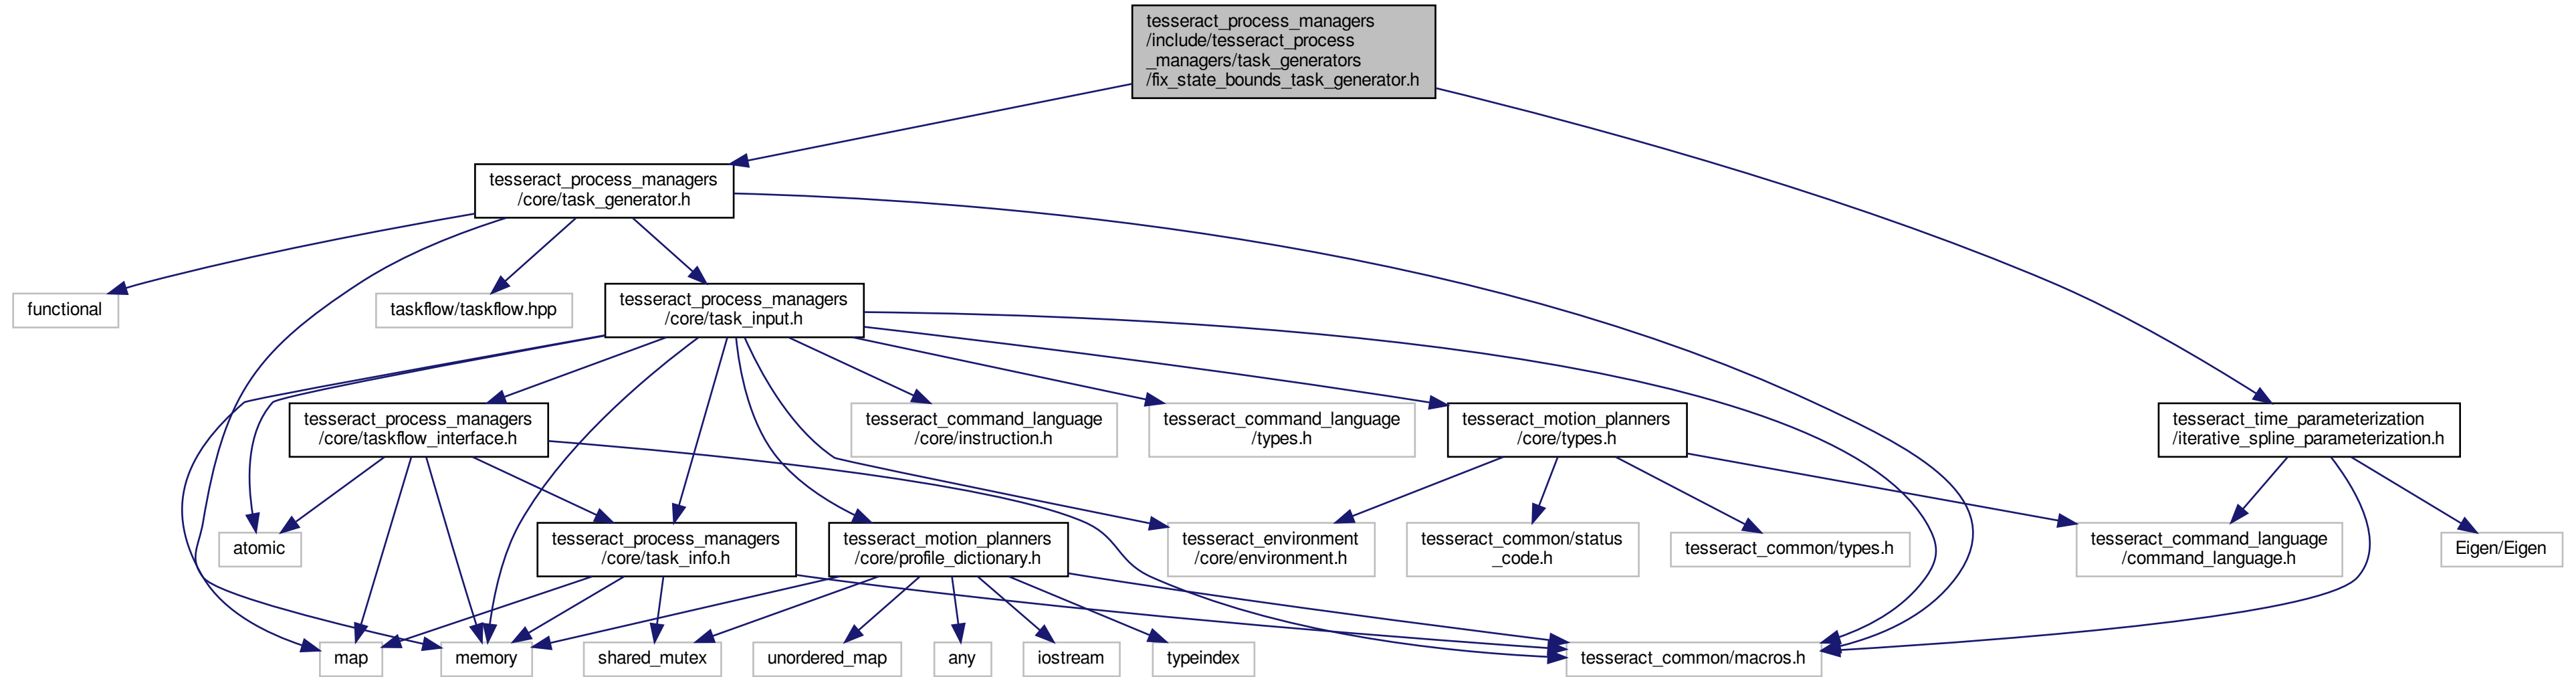 tesseract_process_managers
/include/tesseract_process
_managers/task_generators
/fix_state_bounds_task_generator.h
tesseract_process_managers
/core/task_generator.h
functional
taskflow/taskflow.hpp
tesseract_process_managers
/core/task_input.h
tesseract_process_managers
/core/taskflow_interface.h
tesseract_command_language
/core/instruction.h
tesseract_command_language
/types.h
tesseract_motion_planners
/core/types.h
tesseract_time_parameterization
/iterative_spline_parameterization.h
atomic
tesseract_process_managers
/core/task_info.h
tesseract_motion_planners
/core/profile_dictionary.h
tesseract_environment
/core/environment.h
tesseract_common/status
_code.h
tesseract_common/types.h
tesseract_command_language
/command_language.h
Eigen/Eigen
map
memory
shared_mutex
unordered_map
any
iostream
typeindex
tesseract_common/macros.h